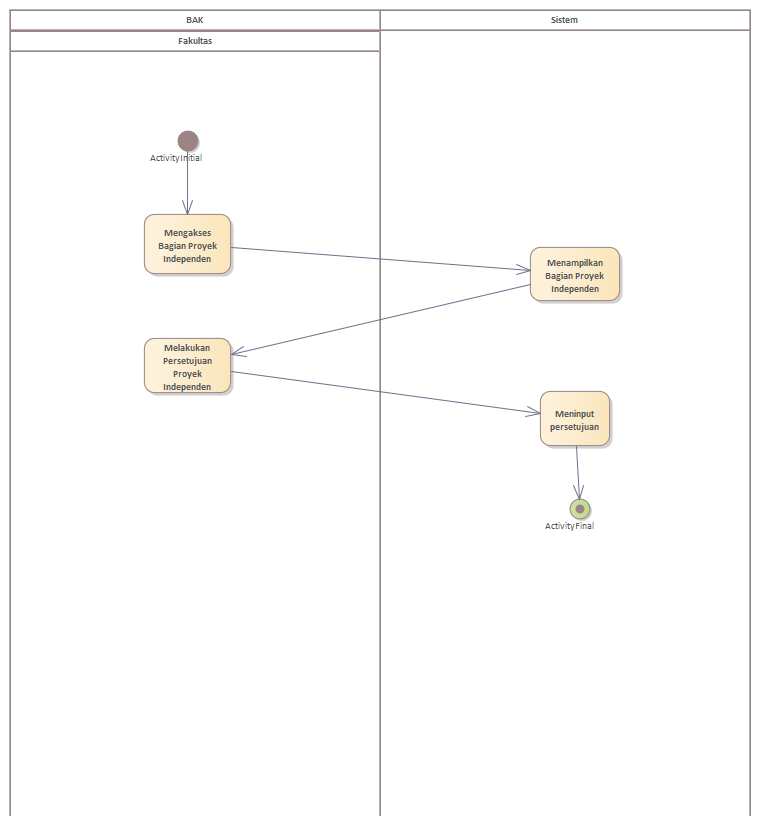 BAK
Sistem
Fakultas
ActivityInitial
Mengakses
Bagian Proyek
Independen
Menampilkan
Bagian Proyek
Independen
Melakukan
Persetujuan
Proyek
Independen
Meninput
persetujuan
ActivityFinal